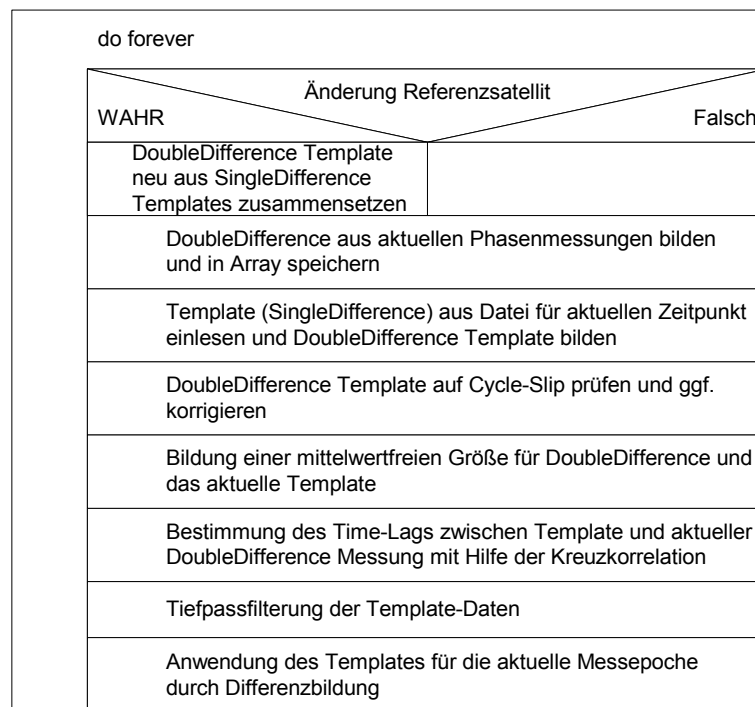 do forever
Änderung Referenzsatellit
WAHR
Falsch
DoubleDifference Template
neu aus SingleDifference
Templates zusammensetzen
DoubleDifference aus aktuellen Phasenmessungen bilden
und in Array speichern
Template (SingleDifference) aus Datei für aktuellen Zeitpunkt
einlesen und DoubleDifference Template bilden
DoubleDifference Template auf Cycle-Slip prüfen und ggf.
korrigieren
Bildung einer mittelwertfreien Größe für DoubleDifference und
das aktuelle Template
Bestimmung des Time-Lags zwischen Template und aktueller
DoubleDifference Messung mit Hilfe der Kreuzkorrelation
Tiefpassfilterung der Template-Daten
Anwendung des Templates für die aktuelle Messepoche
durch Differenzbildung